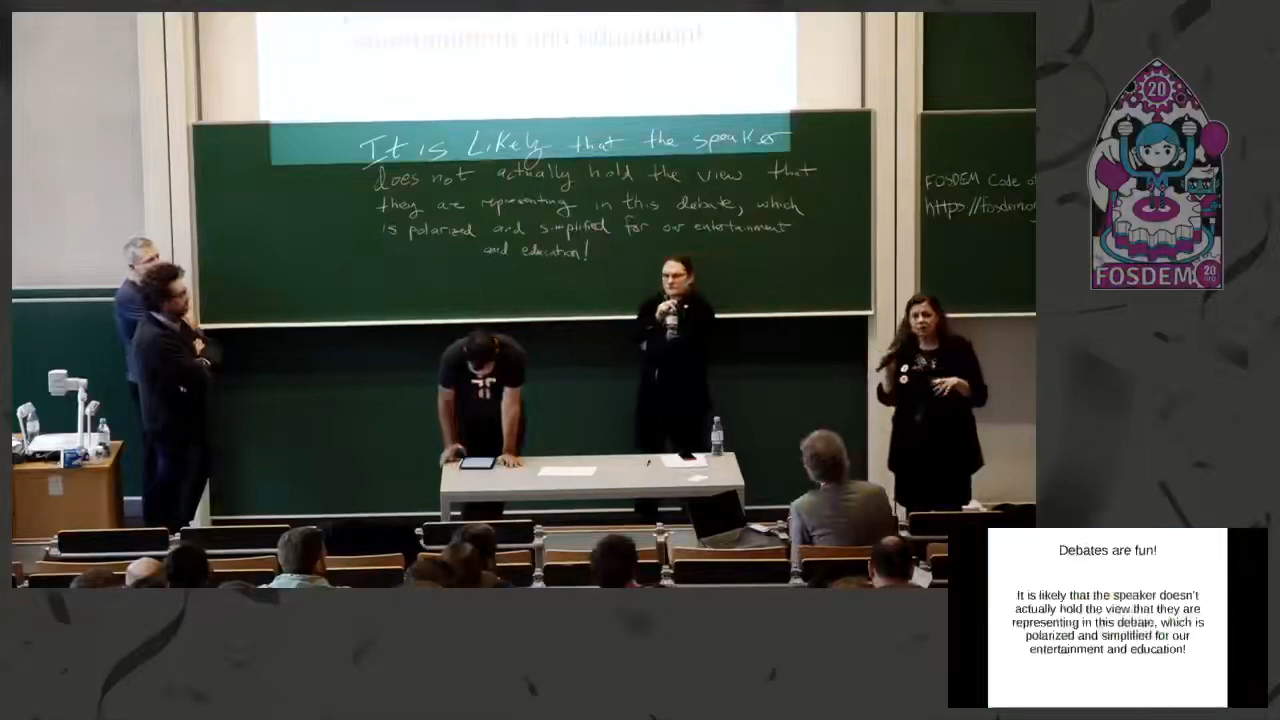 It is Likely that the speaker
does not actually hold the view that
they are representing in this debate, which
is polarized and simplified for our entertainment
and education!
FOSDEM Code o
https://fosdem.o
20
FOSDEM
20
Debates are fun!
It is likely that the speaker doesn't
actually hold the view that they are
representing in this debate, which is
polarized and simplified for our
entertainment and education!